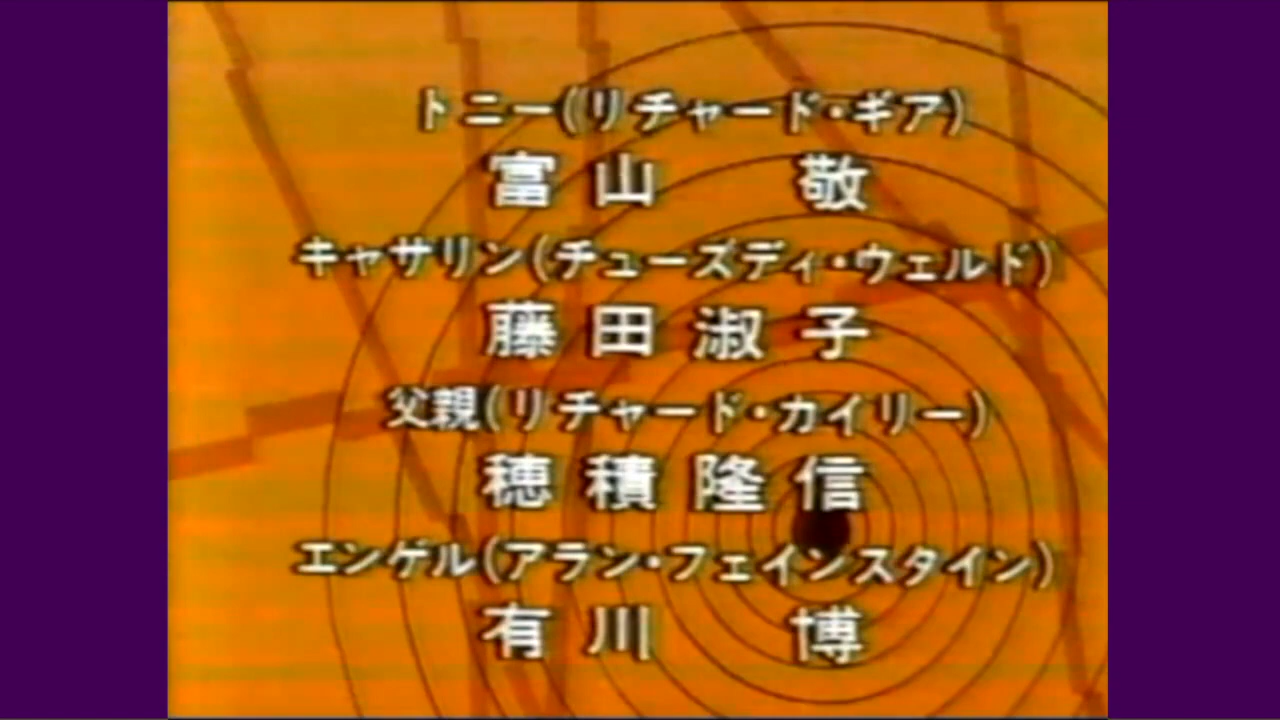 トニー(リチャード・ギア)
富山 敬
キャサリン(チューズディ・ウェルド)
藤田淑子
父親(リチャード・カイリー)
穂積隆信
エンゲル(アラン・フェインスタイン)
有川 博